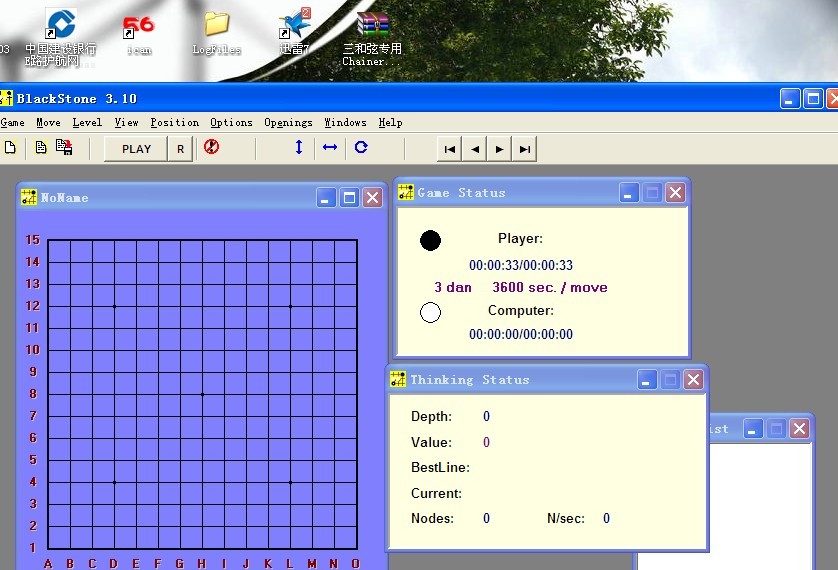 03
中国建设银行
E路护航网...
56
ican
LogFiles
2
迅雷7
三和弦专用
Chainer...
BlackStone 3.10
Game Move Level View Position Options Openings Windows Help
PLAY R
NoName
15
14
13
12
11
10
9
8
7
6
5
4
3
2
1
A B C D E F G H I J K L M N O
Game Status
Player:
00:00:33/00:00:33
3 dan 3600 sec. / move
Computer:
00:00:00/00:00:00
Thinking Status
Depth: 0
Value: 0
BestLine:
Current:
Nodes: 0 N/sec: 0
ist